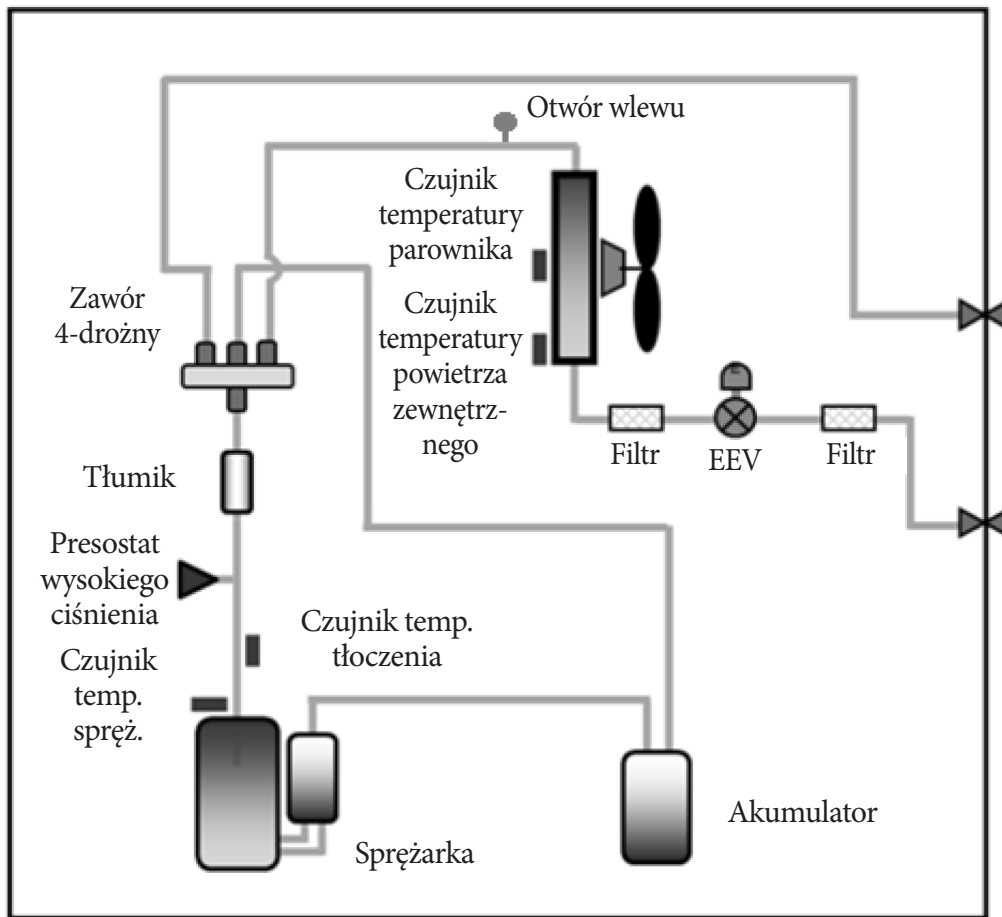 Otwór wlewu
Czujnik
temperatury
parownika
Zawór
4-drożny
Czujnik
temperatury
powietrza
zewnętrz-
nego
E
Filtr
EEV
Filtr
Tłumik
Presostat
wysokiego
ciśnienia
Czujnik temp.
tłoczenia
Czujnik
temp.
spręż.
Akumulator
Sprężarka